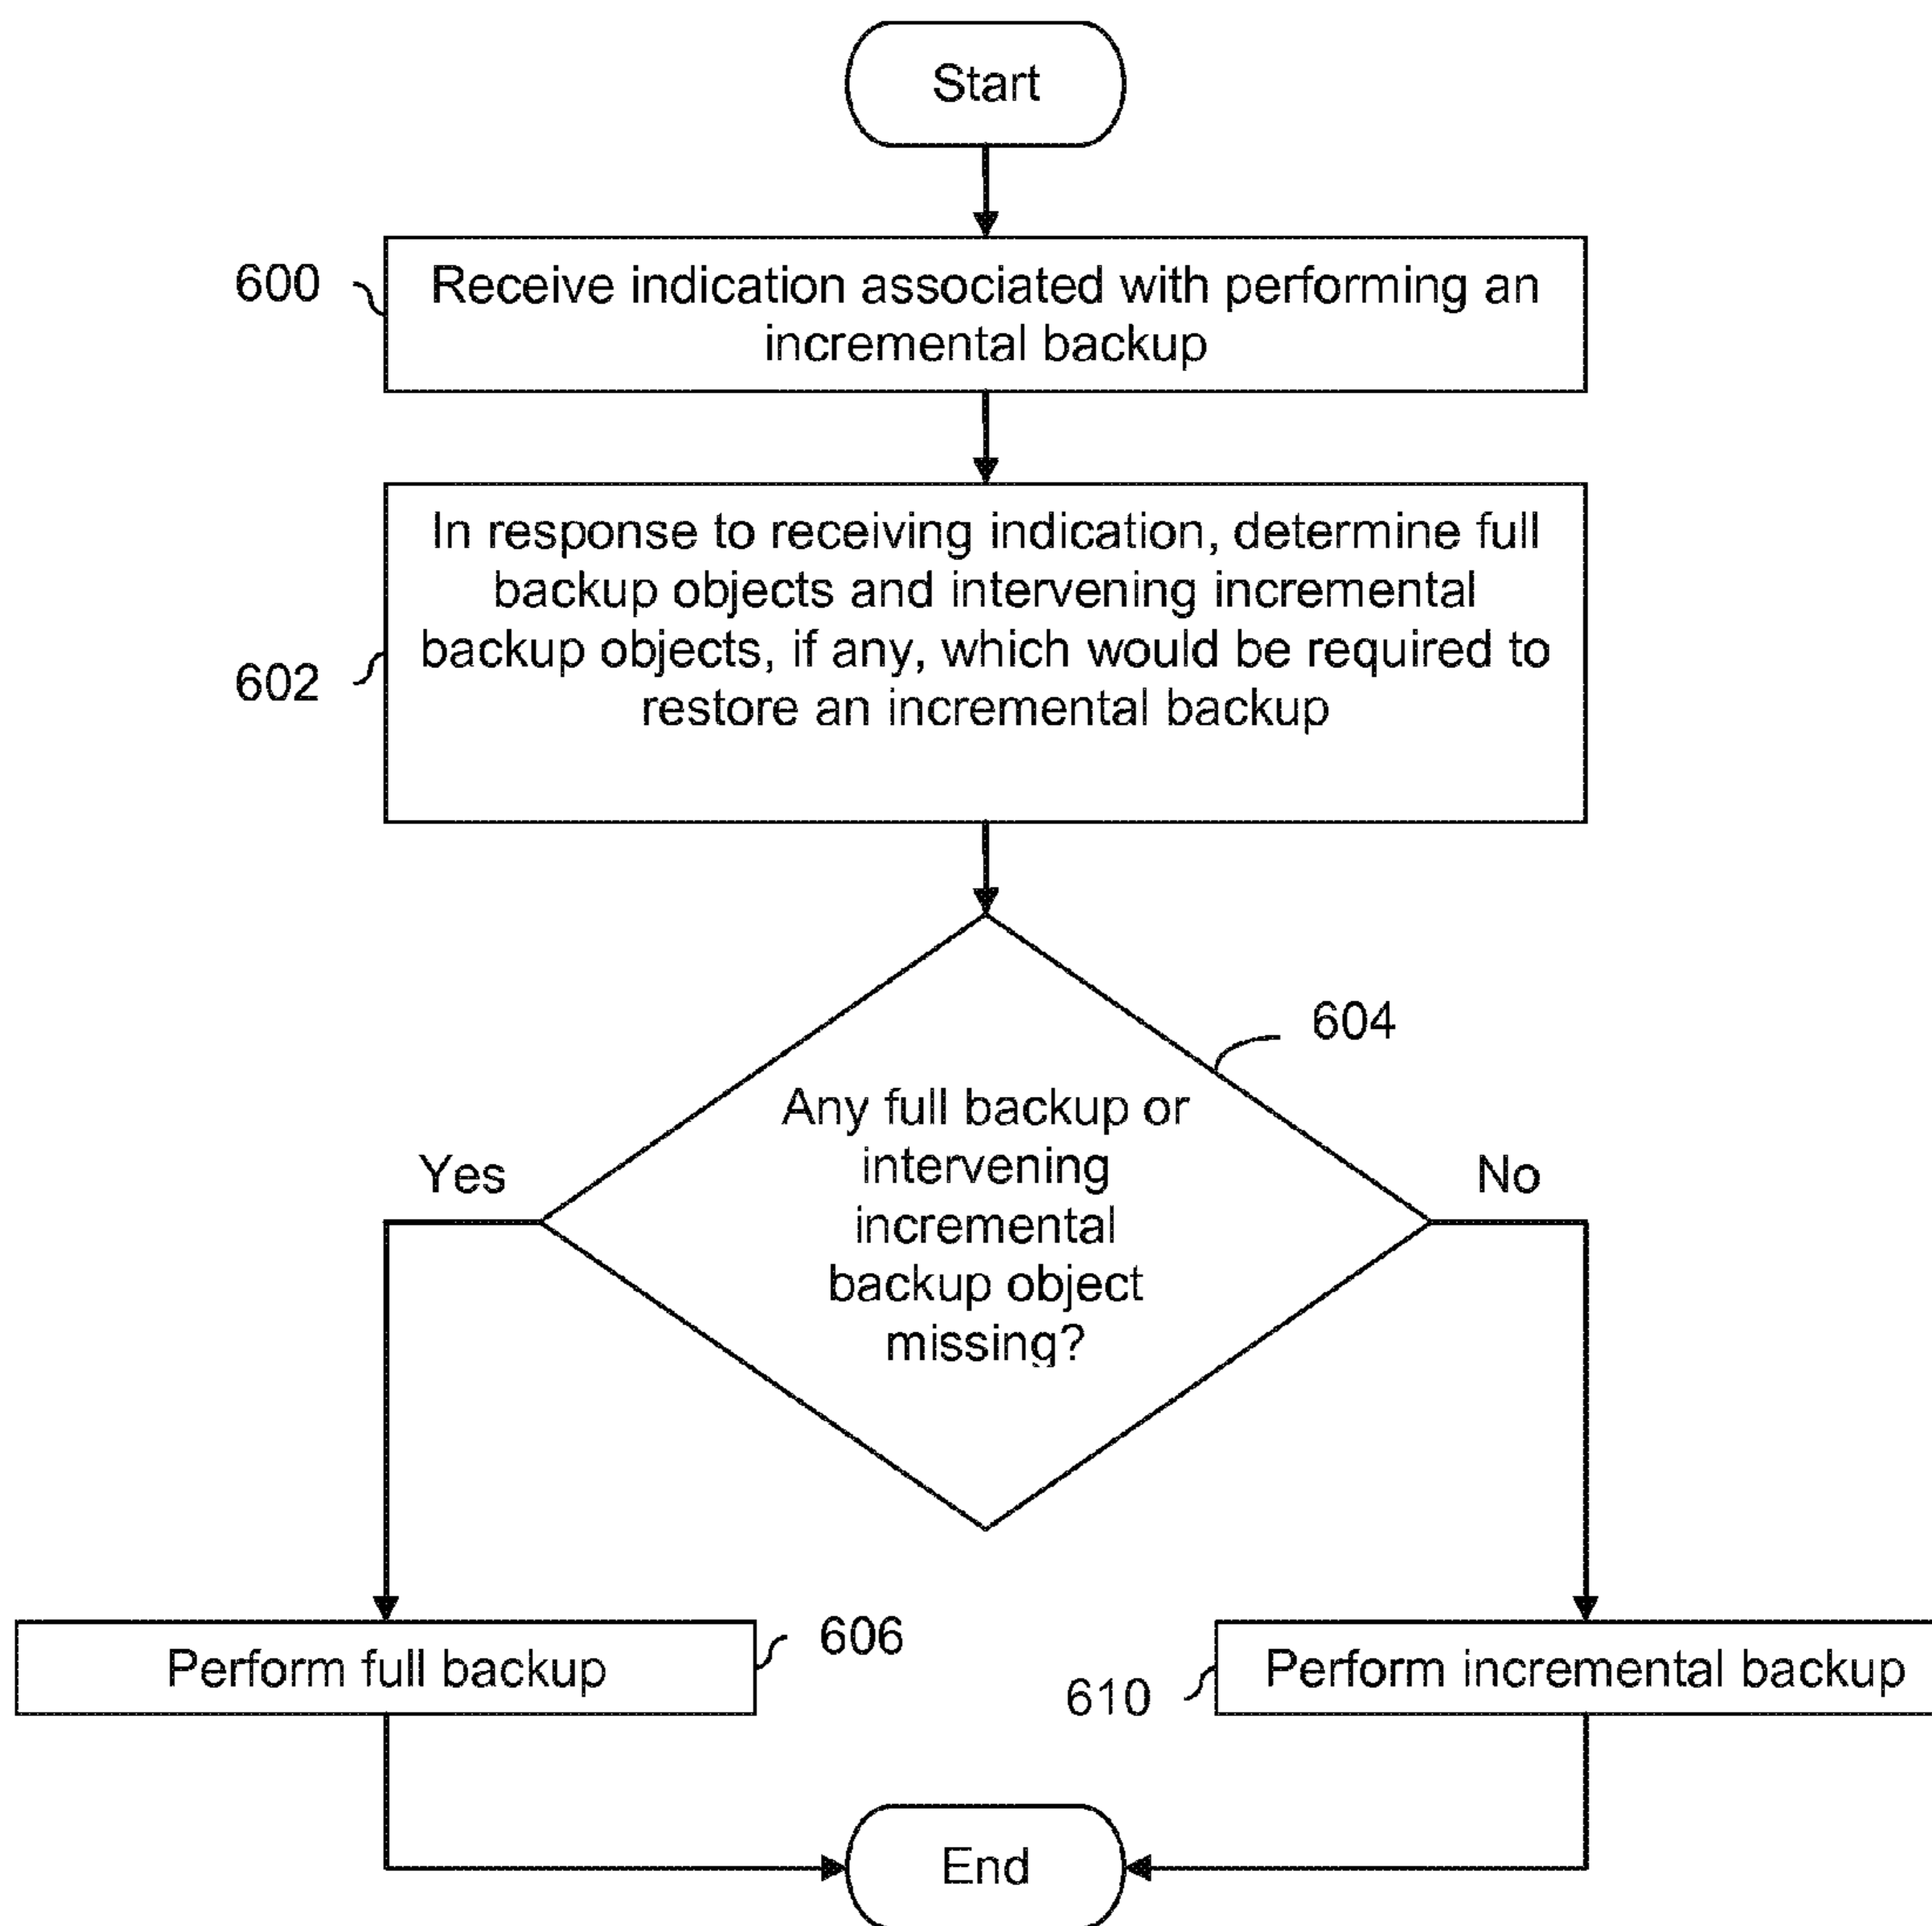 Start
600
Receive indication associated with performing an
incremental backup
602
In response to receiving indication, determine full
backup objects and intervening incremental
backup objects, if any, which would be required to
restore an incremental backup
604
Any full backup or
intervening
incremental
backup object
missing?
Yes
No
Perform full backup
606
610
Perform incremental backup
End